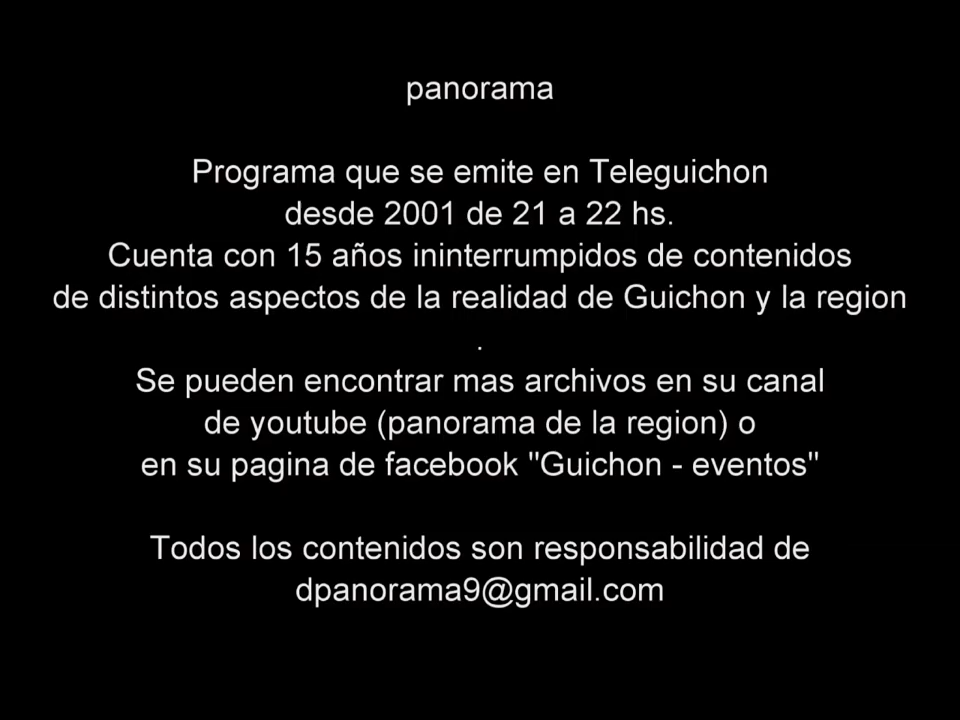 panorama
Programa que se emite en Teleguichon
desde 2001 de 21 a 22 hs.
Cuenta con 15 años ininterrumpidos de contenidos
de distintos aspectos de la realidad de Guichon y la region
.
Se pueden encontrar mas archivos en su canal
de youtube (panorama de la region) o
en su pagina de facebook "Guichon - eventos"
Todos los contenidos son responsabilidad de
dpanorama9@gmail.com